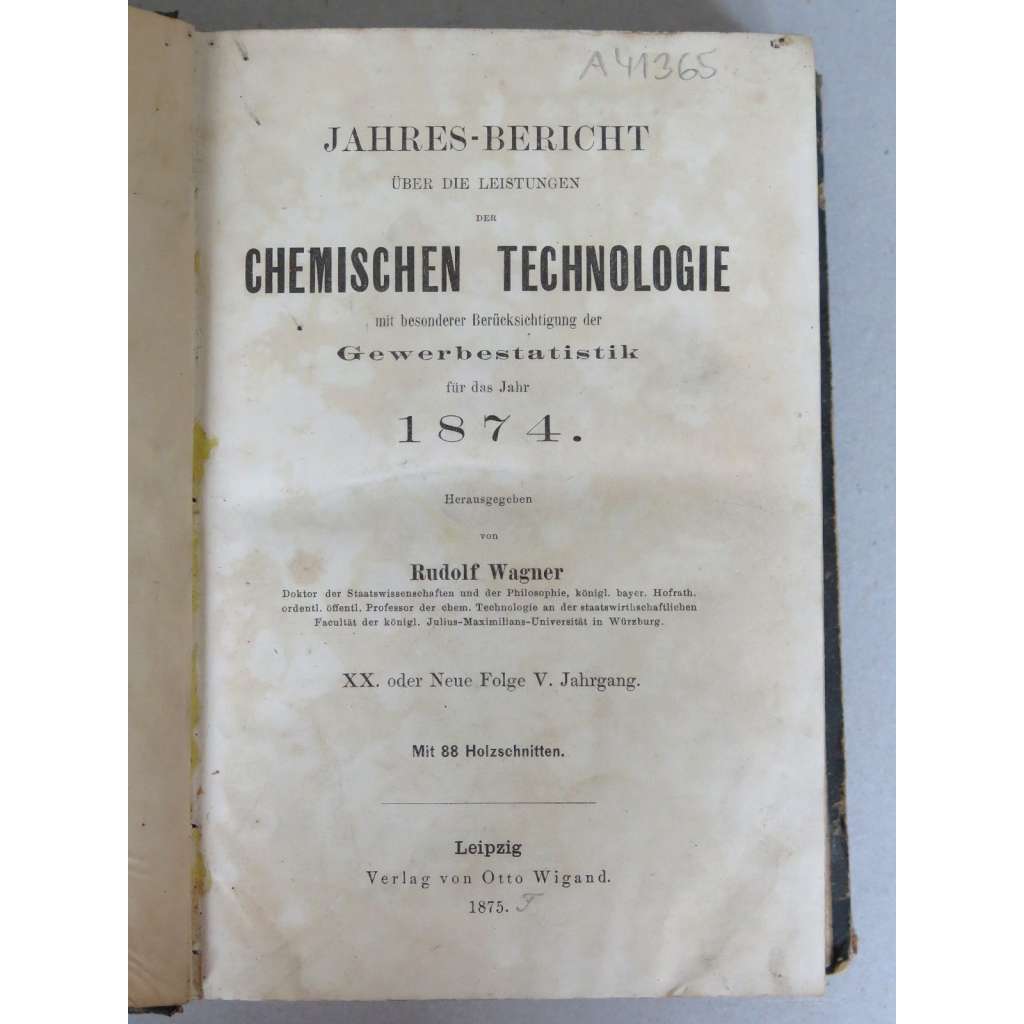 A 41365
JAHRES-BERICHT
ÜBER DIE LEISTUNGEN
DER
CHEMISCHEN TECHNOLOGIE
mit besonderer Berücksichtigung der
Gewerbestatistik
für das Jahr
1874.
Herausgegeben
von
Rudolf Wagner
Doktor der Staatswissenschaften und der Philosophie, königl. bayer. Hofrath.
ordentl. öffentl. Professor der chem. Technologie an der staatswirthschaftlichen
Facultät der königl. Julius-Maximilians-Universität in Würzburg.
XX. oder Neue Folge V. Jahrgang.
Mit 88 Holzschnitten.
Leipzig
Verlag von Otto Wigand.
1875. F